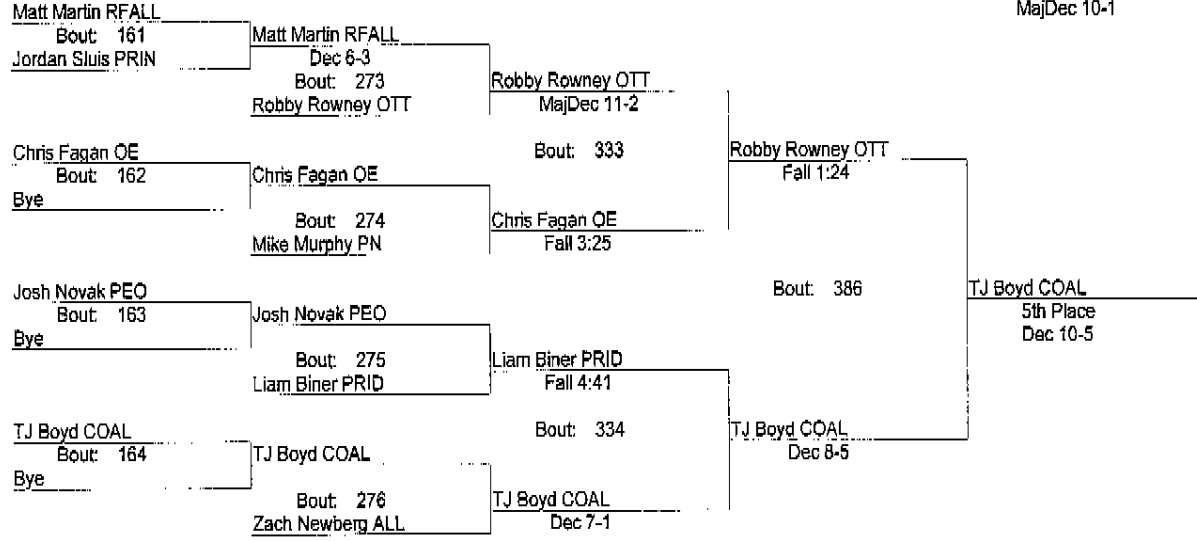 MajDec 10-1
Matt Martin RFALL
Bout: 161
Jordan Sluis PRIN
Matt Martin RFALL
Dec 6-3
Bout: 273
Robby Rowney OTT
Robby Rowney OTT
MajDec 11-2
Chris Fagan OE
Bout: 162
Bye
Chris Fagan OE
Bout: 274
Mike Murphy PN
Chris Fagan OE
Fall 3:25
Bout: 333
Robby Rowney OTT
Fall 1:24
Josh Novak PEO
Bout: 163
Bye
Josh Novak PEO
Bout: 275
Liam Biner PRID
Liam Biner PRID
Fall 4:41
TJ Boyd COAL
Bout: 164
Bye
TJ Boyd COAL
Bout: 276
Zach Newberg ALL
TJ Boyd COAL
Dec 7-1
Bout: 334
TJ Boyd COAL
Dec 8-5
Bout: 386
TJ Boyd COAL
5th Place
Dec 10-5